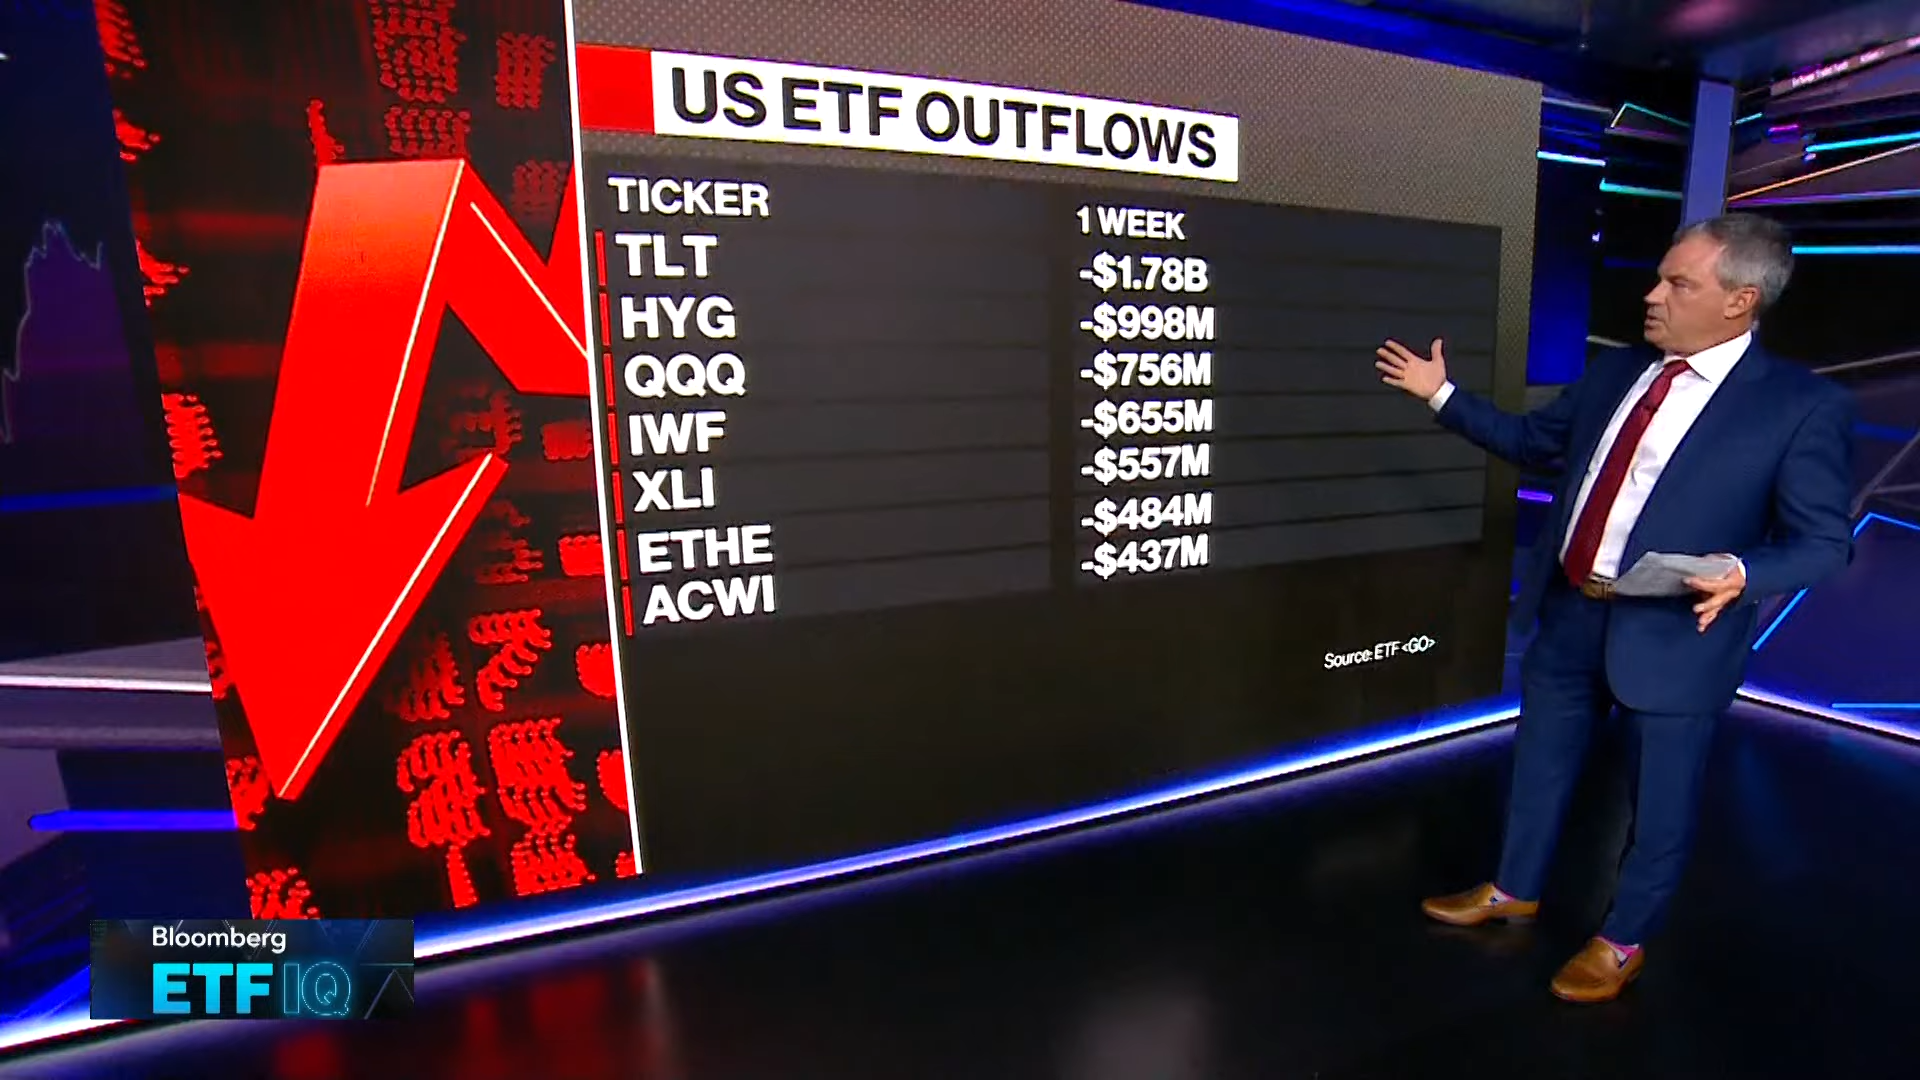 US ETF OUTFLOWS
TICKER 1 WEEK
TLT -$1.78B
HYG -$998M
QQQ -$756M
IWF -$655M
XLI -$557M
ETHE -$484M
ACWI -$437M
Source: ETF <GO>
Bloomberg
ETF IQ